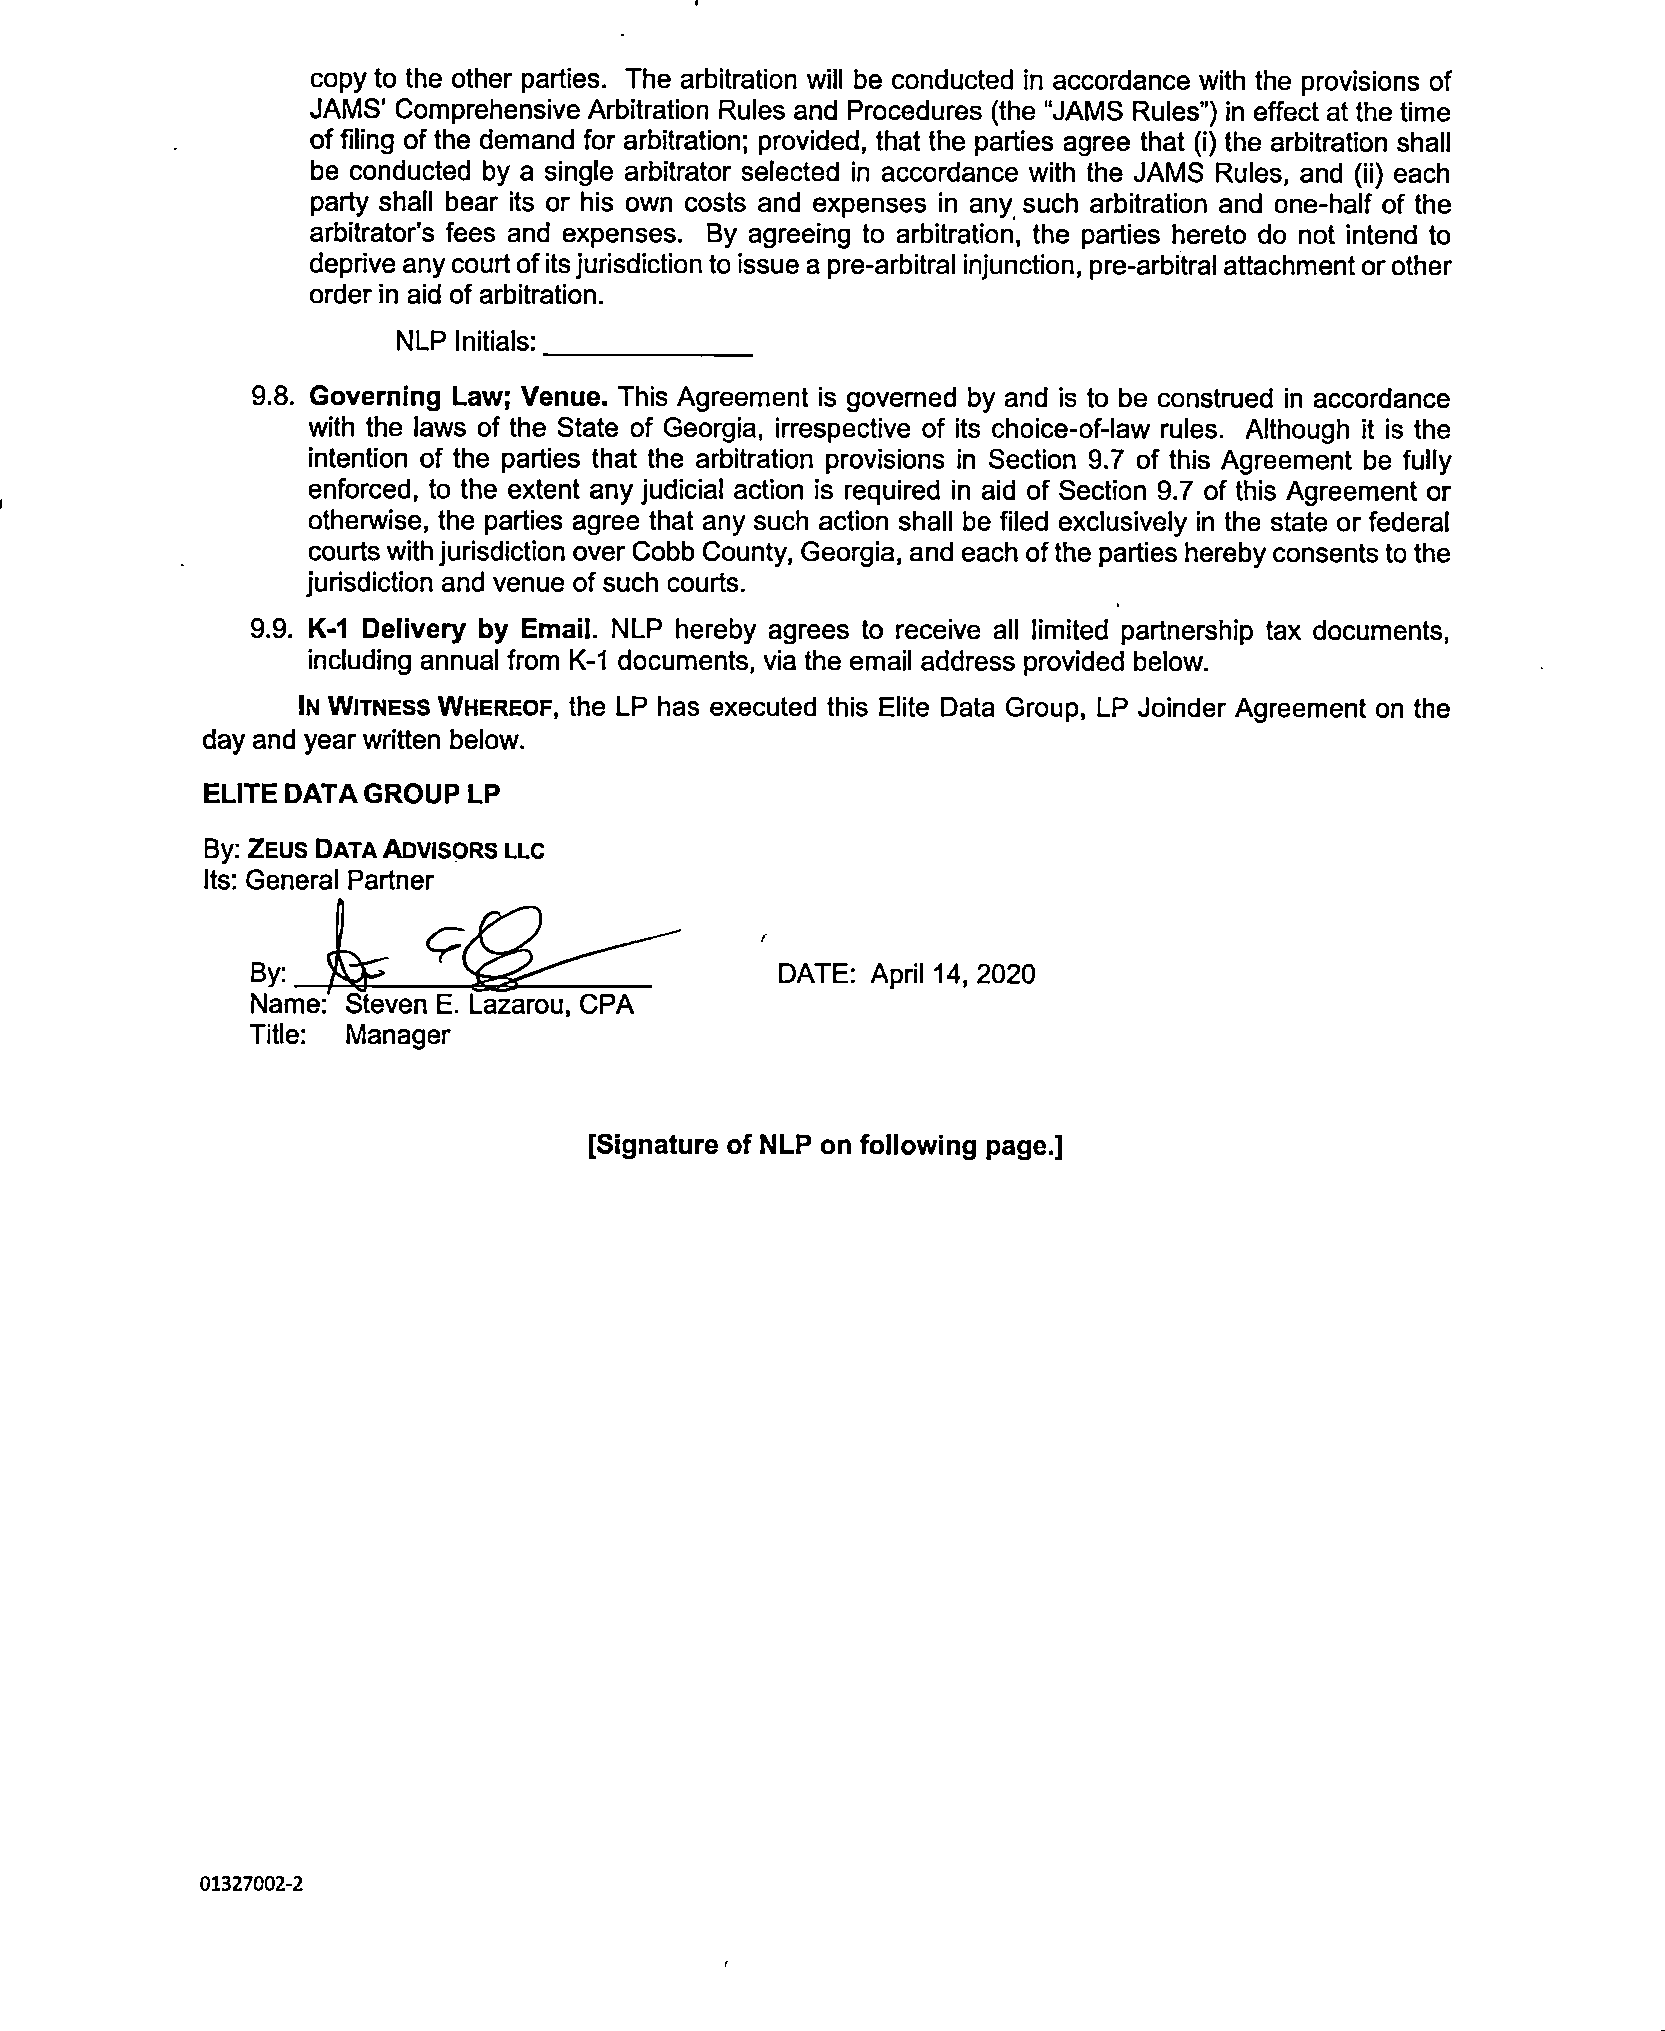 copy to the other parties. The arbitration will be conducted in accordance with the provisions of
JAMS' Comprehensive Arbitration Rules and Procedures (the “JAMS Rules”) in effect at the time
of filing of the demand for arbitration; provided, that the parties agree that (i) the arbitration shall
be conducted by a single arbitrator selected in accordance with the JAMS Rules, and (ii) each
party shall bear its or his own costs and expenses in any such arbitration and one-half of the
arbitrator's fees and expenses. By agreeing to arbitration, the parties hereto do not intend to
deprive any court of its jurisdiction to issue a pre-arbitral injunction, pre-arbitral attachment or other
order in aid of arbitration.
NLP Initials: ______________
9.8. Governing Law; Venue. This Agreement is governed by and is to be construed in accordance
with the laws of the State of Georgia, irrespective of its choice-of-law rules. Although it is the
intention of the parties that the arbitration provisions in Section 9.7 of this Agreement be fully
enforced, to the extent any judicial action is required in aid of Section 9.7 of this Agreement or
otherwise, the parties agree that any such action shall be filed exclusively in the state or federal
courts with jurisdiction over Cobb County, Georgia, and each of the parties hereby consents to the
jurisdiction and venue of such courts.
9.9. K-1 Delivery by Email. NLP hereby agrees to receive all limited partnership tax documents,
including annual from K-1 documents, via the email address provided below.
IN WITNESS WHEREOF, the LP has executed this Elite Data Group, LP Joinder Agreement on the
day and year written below.
ELITE DATA GROUP LP
By: ZEUS DATA ADVISORS LLC
Its: General Partner
By: DATE: April 14, 2020
Name: Steven E. Lazarou, CPA
Title: Manager
[Signature of NLP on following page.]
01327002-2